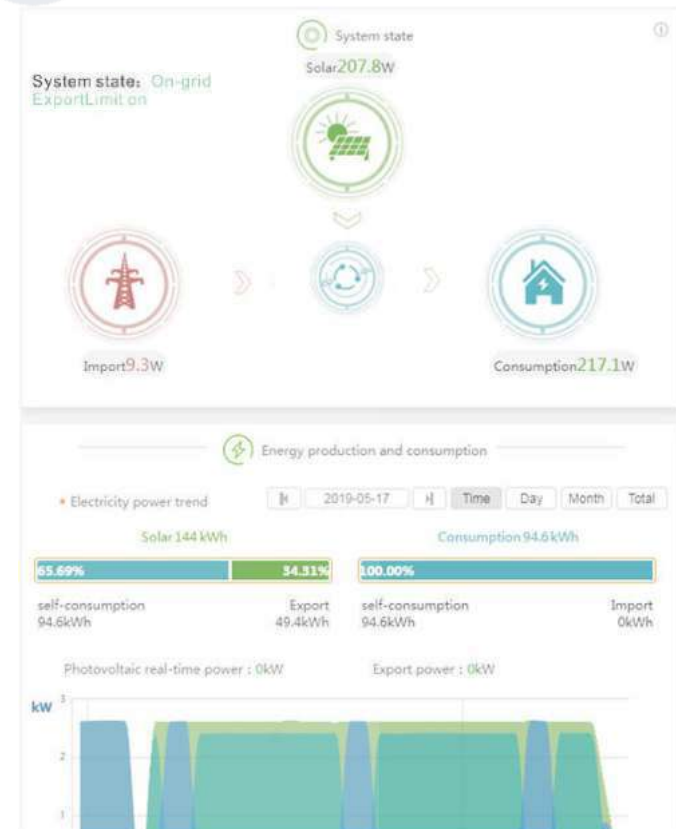 System state
Solar207.8W
System state: On-grid
ExportLimit on
Import9.3W
Consumption217.1W
Energy production and consumption
Electricity power trend
2019-05-17
Time
Day
Month
Total
Solar 144 kWh
Consumption 94.6kWh
65.69%
34.31%
100.00%
self-consumption
94.6kWh
Export
49.4kWh
self-consumption
94.6kWh
Import
0kWh
Photovoltaic real-time power : 0kW
Export power : 0kW
kW
3
2
1